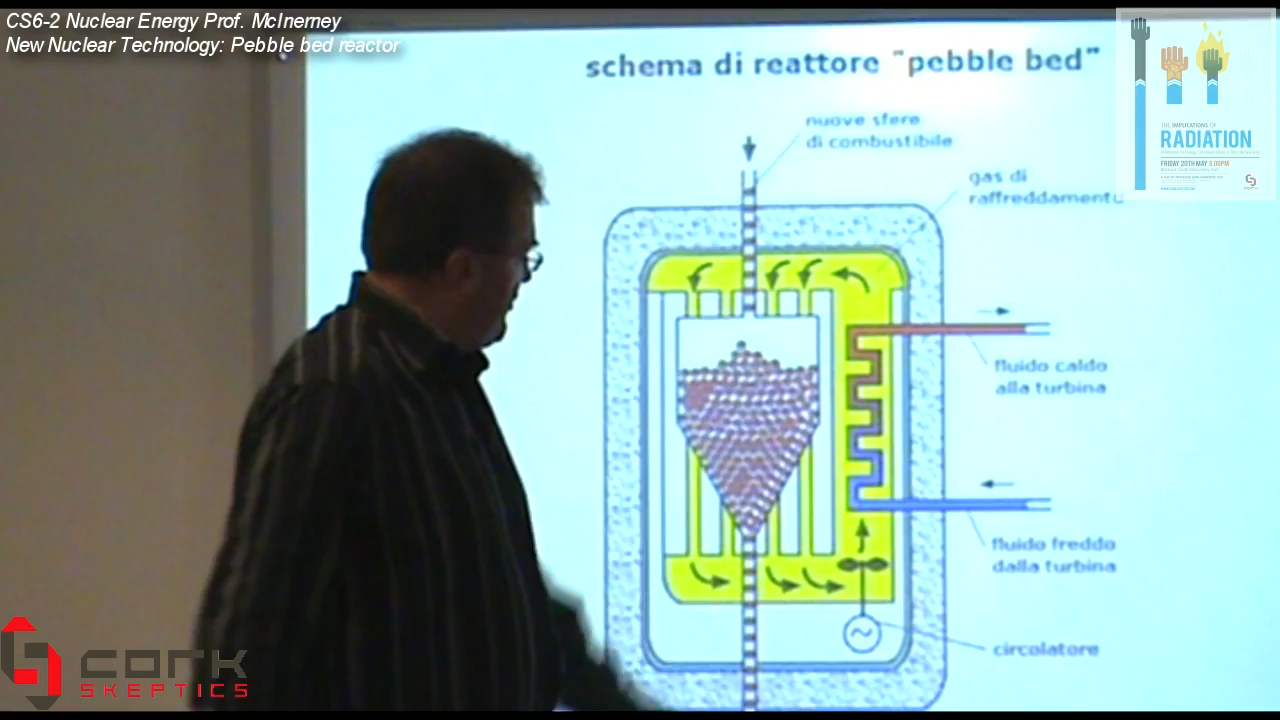 CS6-2 Nuclear Energy Prof. McInerney
New Nuclear Technology: Pebble bed reactor
schema di reattore "pebble bed"
nuove sfere
di combustibile
gas di
raffreddamento
fluido caldo
alla turbina
fluido freddo
dalla turbina
circolatore
THE IMPLICATIONS OF
RADIATION
FRIDAY 20TH MAY 8.00PM
CORK
SKEPTICS